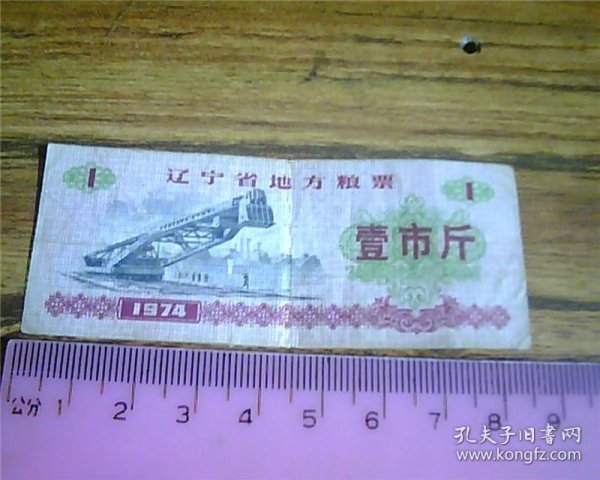 1 辽宁省地方粮票 1
壹市斤
1974
公分 1 2 3 4 5 6 7 8 9
孔夫子旧书网
www.kongfz.com